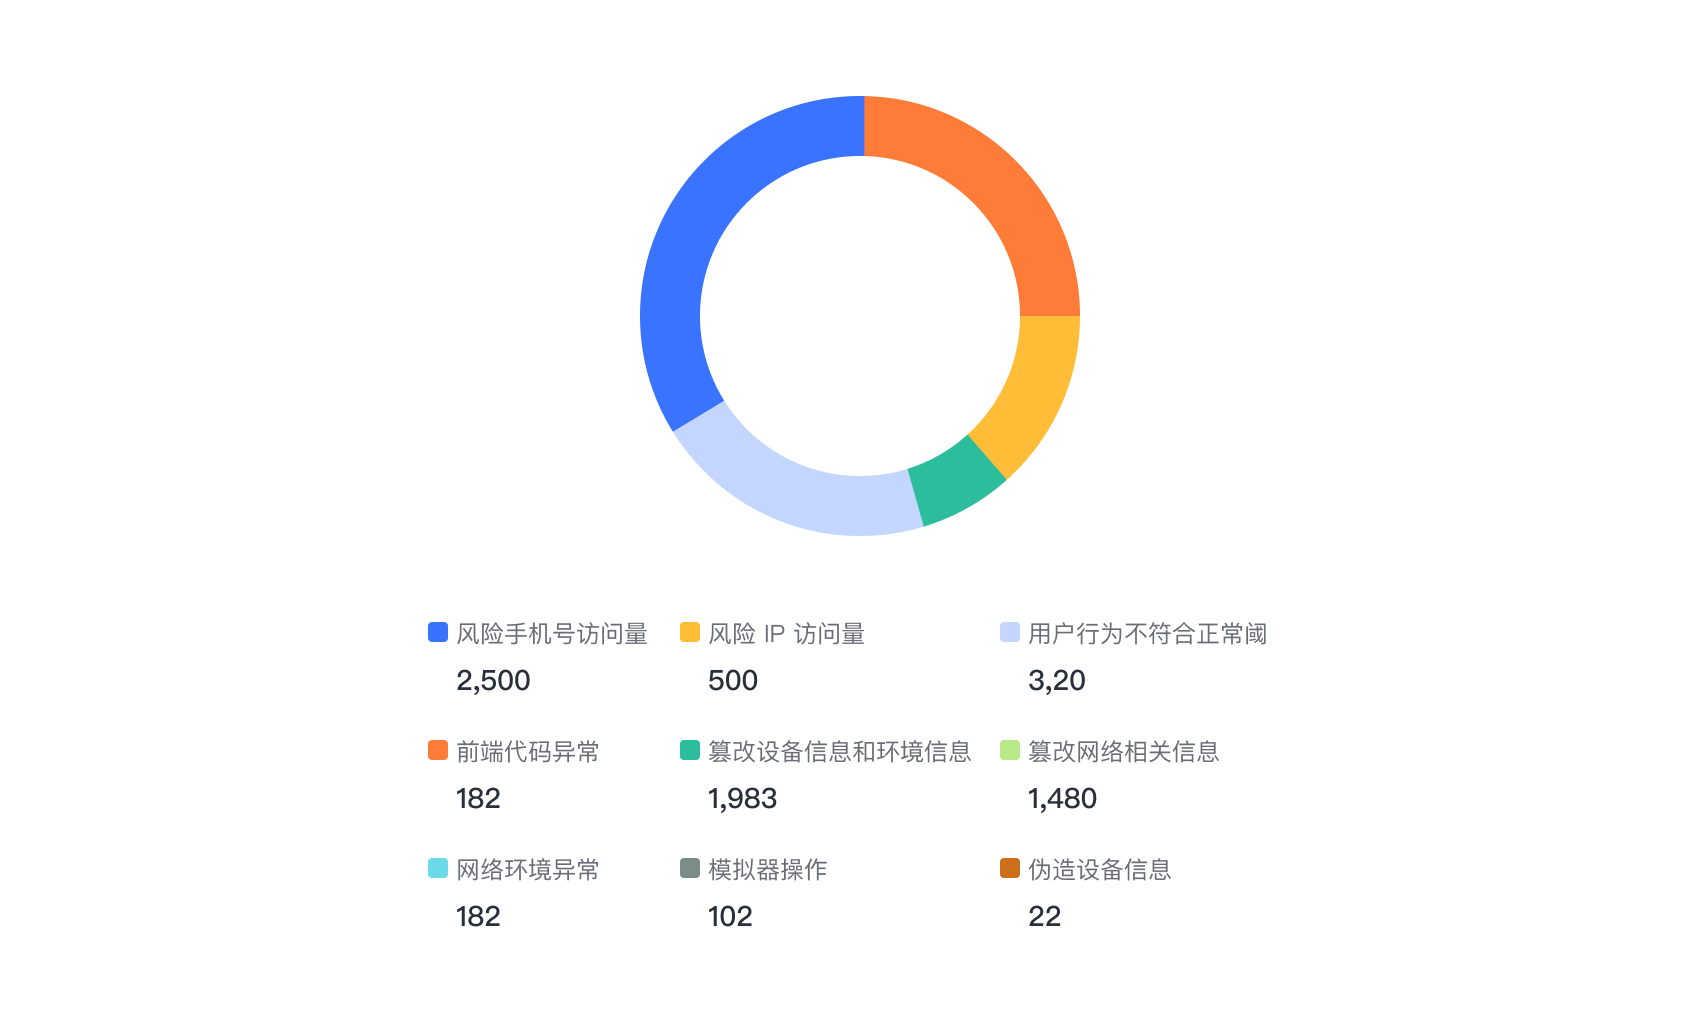 风险手机号访问量
风险 IP 访问量
用户行为不符合正常阈
2,500
500
3,20
前端代码异常
篡改设备信息和环境信息
篡改网络相关信息
182
1,983
1,480
网络环境异常
模拟器操作
伪造设备信息
182
102
22